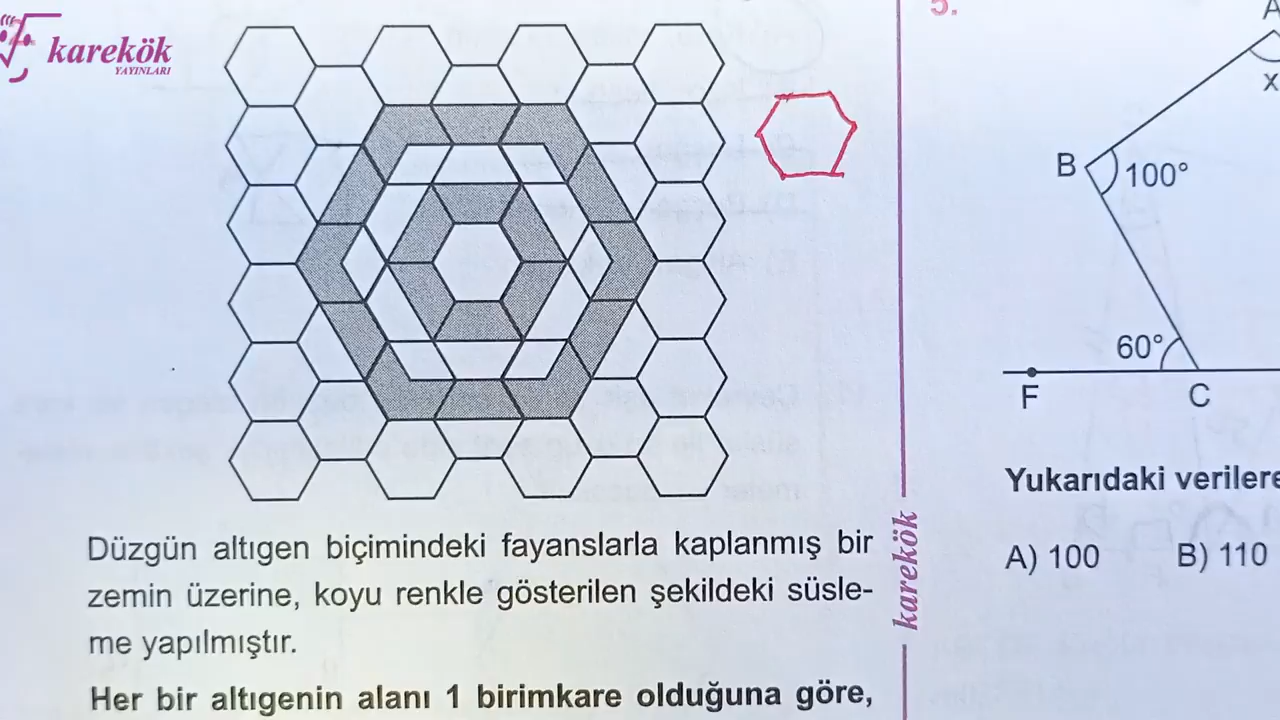 karekök
YAYINLARI
Düzgün altıgen biçimindeki fayanslarla kaplanmış bir
zemin üzerine, koyu renkle gösterilen şekildeki süsle-
me yapılmıştır.
Her bir altıgenin alanı 1 birimkare olduğuna göre,
karekök
5.
A
x
B
100°
60°
F
C
Yukarıdaki verilere
A) 100 B) 110